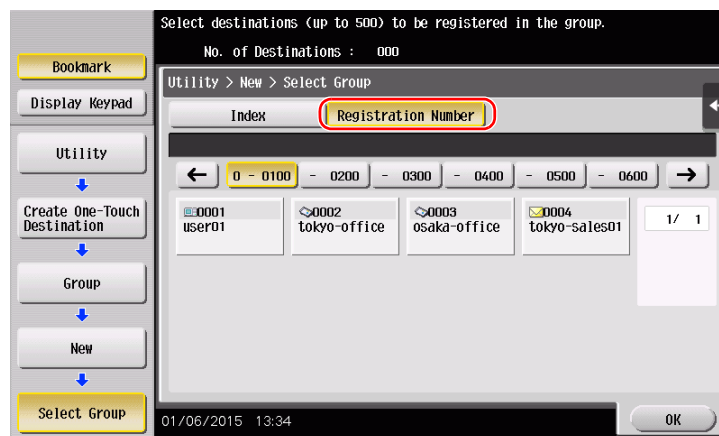 Select destinations (up to 500) to be registered in the group.
No. of Destinations : 000
Bookmark
Display Keypad
Utility
Create One-Touch
Destination
Group
New
Select Group
Utility > New > Select Group
Index
Registration Number
← 0 - 0100 - 0200 - 0300 - 0400 - 0500 - 0600 →
0001
user01
0002
tokyo-office
0003
osaka-office
0004
tokyo-sales01
1/ 1
01/06/2015 13:34
OK